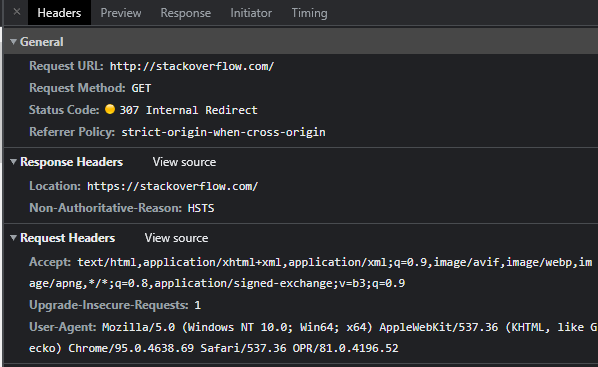 × Headers Preview Response Initiator Timing
▼ General
Request URL: http://stackoverflow.com/
Request Method: GET
Status Code: 307 Internal Redirect
Referrer Policy: strict-origin-when-cross-origin
▼ Response Headers View source
Location: https://stackoverflow.com/
Non-Authoritative-Reason: HSTS
▼ Request Headers View source
Accept: text/html,application/xhtml+xml,application/xml;q=0.9,image/avif,image/webp,im
age/apng,*/*;q=0.8,application/signed-exchange;v=b3;q=0.9
Upgrade-Insecure-Requests: 1
User-Agent: Mozilla/5.0 (Windows NT 10.0; Win64; x64) AppleWebKit/537.36 (KHTML, like G
ecko) Chrome/95.0.4638.69 Safari/537.36 OPR/81.0.4196.52